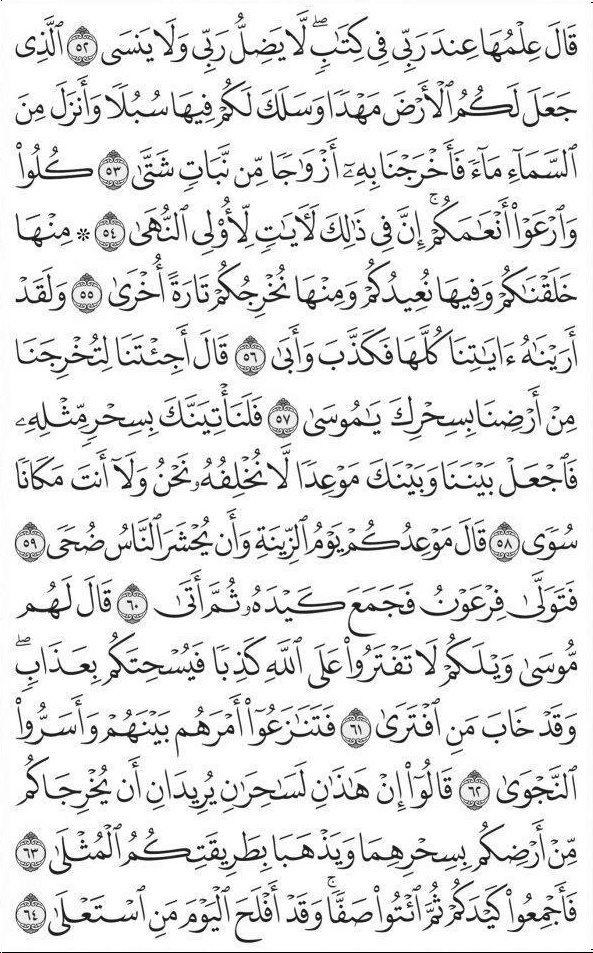 قَالَ عِلْمُهَا عِندَ رَبِّى فِى كِتَٰبٍۖ لَّا يَضِلُّ رَبِّى وَلَا يَنسَى ٥٢ ٱلَّذِى
جَعَلَ لَكُمُ ٱلْأَرْضَ مَهْدًا وَسَلَكَ لَكُمْ فِيهَا سُبُلًا وَأَنزَلَ مِنَ
ٱلسَّمَآءِ مَآءً فَأَخْرَجْنَا بِهِۦٓ أَزْوَٰجًا مِّن نَّبَاتٍ شَتَّىٰ ٥٣ كُلُوا۟
وَٱرْعَوْا۟ أَنْعَٰمَكُمْۗ إِنَّ فِى ذَٰلِكَ لَءَايَٰتٍ لِّأُو۟لِى ٱلنُّهَىٰ ٥٤ ۞ مِنْهَا
خَلَقْنَٰكُمْ وَفِيهَا نُعِيدُكُمْ وَمِنْهَا نُخْرِجُكُمْ تَارَةً أُخْرَىٰ ٥٥ وَلَقَدْ
أَرَيْنَٰهُ ءَايَٰتِنَا كُلَّهَا فَكَذَّبَ وَأَبَىٰ ٥٦ قَالَ أَجِئْتَنَا لِتُخْرِجَنَا
مِنْ أَرْضِنَا بِسِحْرِكَ يَٰمُوسَىٰ ٥٧ فَلَنَأْتِيَنَّكَ بِسِحْرٍ مِّثْلِهِۦ
فَٱجْعَلْ بَيْنَنَا وَبَيْنَكَ مَوْعِدًا لَّا نُخْلِفُهُۥ نَحْنُ وَلَآ أَنتَ مَكَانًا
سُوًى ٥٨ قَالَ مَوْعِدُكُمْ يَوْمُ ٱلزِّينَةِ وَأَن يُحْشَرَ ٱلنَّاسُ ضُحًى ٥٩
فَتَوَلَّىٰ فِرْعَوْنُ فَجَمَعَ كَيْدَهُۥ ثُمَّ أَتَىٰ ٦٠ قَالَ لَهُم
مُّوسَىٰ وَيْلَكُمْ لَا تَفْتَرُوا۟ عَلَى ٱللَّهِ كَذِبًا فَيُسْحِتَكُم بِعَذَابٍۖ
وَقَدْ خَابَ مَنِ ٱفْتَرَىٰ ٦١ فَتَنَٰزَعُوٓا۟ أَمْرَهُم بَيْنَهُمْ وَأَسَرُّوا۟
ٱلنَّجْوَىٰ ٦٢ قَالُوٓا۟ إِنْ هَٰذَٰنِ لَسَٰحِرَٰنِ يُرِيدَانِ أَن يُخْرِجَاكُم
مِّنْ أَرْضِكُم بِسِحْرِهِمَا وَيَذْهَبَا بِطَرِيقَتِكُمُ ٱلْمُثْلَىٰ ٦٣
فَأَجْمِعُوا۟ كَيْدَكُمْ ثُمَّ ٱئْتُوا۟ صَفًّاۚ وَقَدْ أَفْلَحَ ٱلْيَوْمَ مَنِ ٱسْتَعْلَىٰ ٦٤